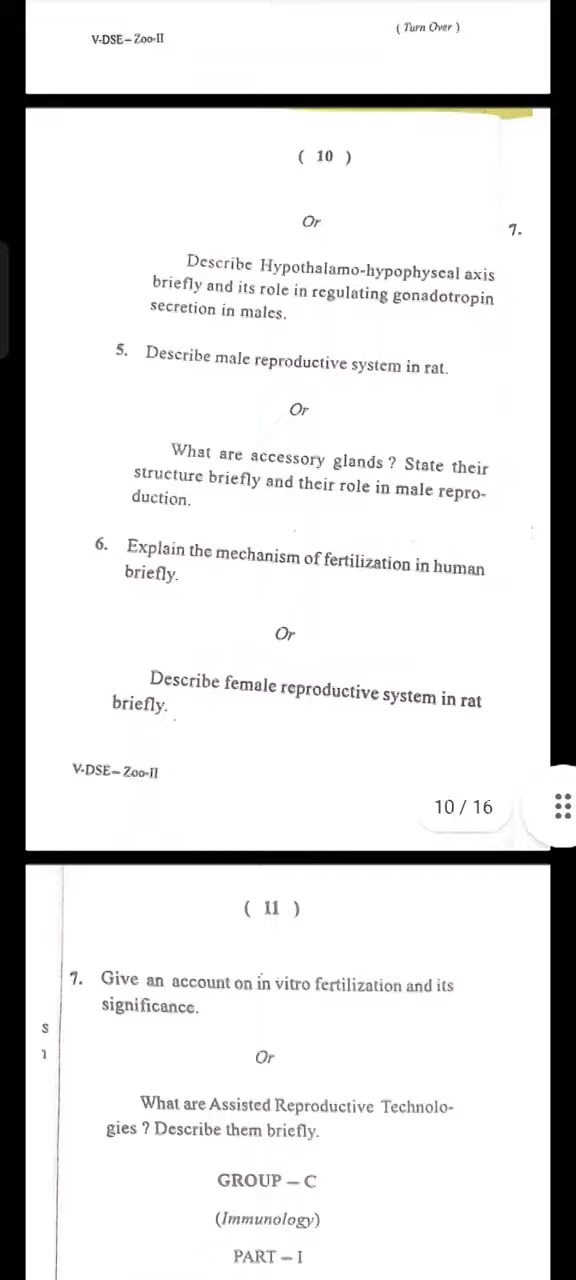 ( Turn Over )
V-DSE–Zoo-II
( 10 )
Or
7.
Describe Hypothalamo-hypophyseal axis
briefly and its role in regulating gonadotropin
secretion in males.
5. Describe male reproductive system in rat.
Or
What are accessory glands ? State their
structure briefly and their role in male repro-
duction.
6. Explain the mechanism of fertilization in human
briefly.
Or
Describe female reproductive system in rat
briefly.
V-DSE–Zoo-II
10 / 16
( 11 )
7. Give an account on in vitro fertilization and its
significance.
s
Or
What are Assisted Reproductive Technolo-
gies ? Describe them briefly.
GROUP – C
(Immunology)
PART – I